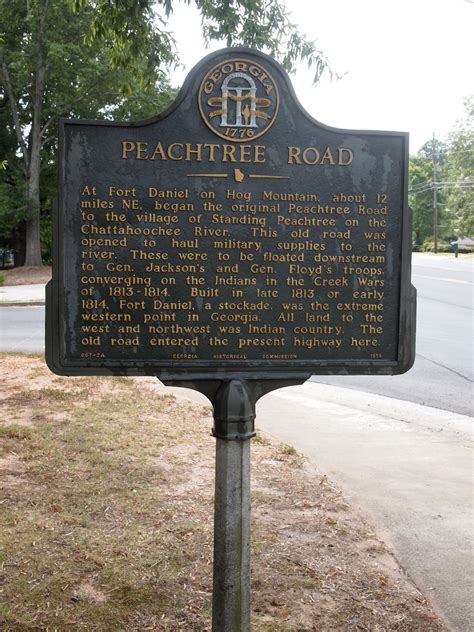 GEORGIA
1776
PEACHTREE ROAD
At Fort Daniel on Hog Mountain, about 12
miles NE, began the original Peachtree Road
to the village of Standing Peachtree on the
Chattahoochee River. This old road was
opened to haul military supplies to the
river. These were to be floated downstream
to Gen. Jackson's and Gen. Floyd's troops,
converging on the Indians in the Creek War
of 1813-1814. Built in late 1813 or early
1814, Fort Daniel, a stockade, was the extreme
western point in Georgia. All land to the
west and northwest was Indian country. The
old road entered the present highway here.
GEORGIA HISTORICAL COMMISSION